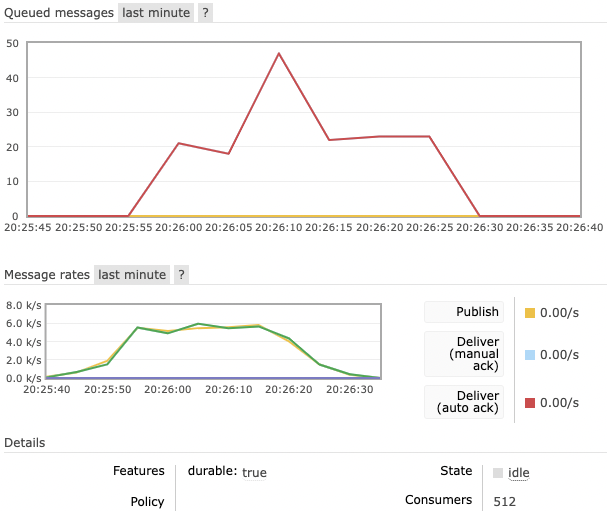 Queued messages last minute ?
50
40
30
20
10
0
20:25:45 20:25:50 20:25:55 20:26:00 20:26:05 20:26:10 20:26:15 20:26:20 20:26:25 20:26:30 20:26:35 20:26:40
Message rates last minute ?
8.0 k/s
6.0 k/s
4.0 k/s
2.0 k/s
0.0 k/s
20:25:40 20:25:50 20:26:00 20:26:10 20:26:20 20:26:30
Publish 0.00/s
Deliver
(manual 0.00/s
ack)
Deliver
(auto ack) 0.00/s
Details
Features durable: true State idle
Policy Consumers 512